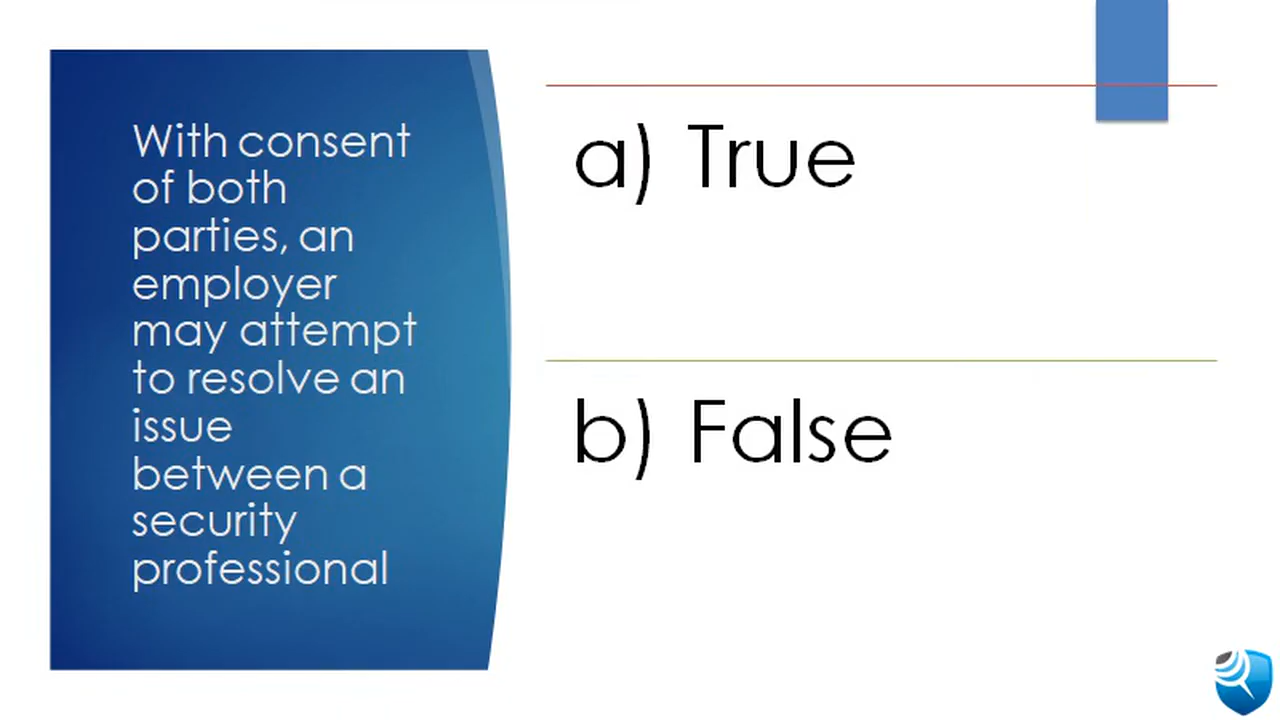 With consent
of both
parties, an
employer
may attempt
to resolve an
issue
between a
security
professional
a) True
b) False